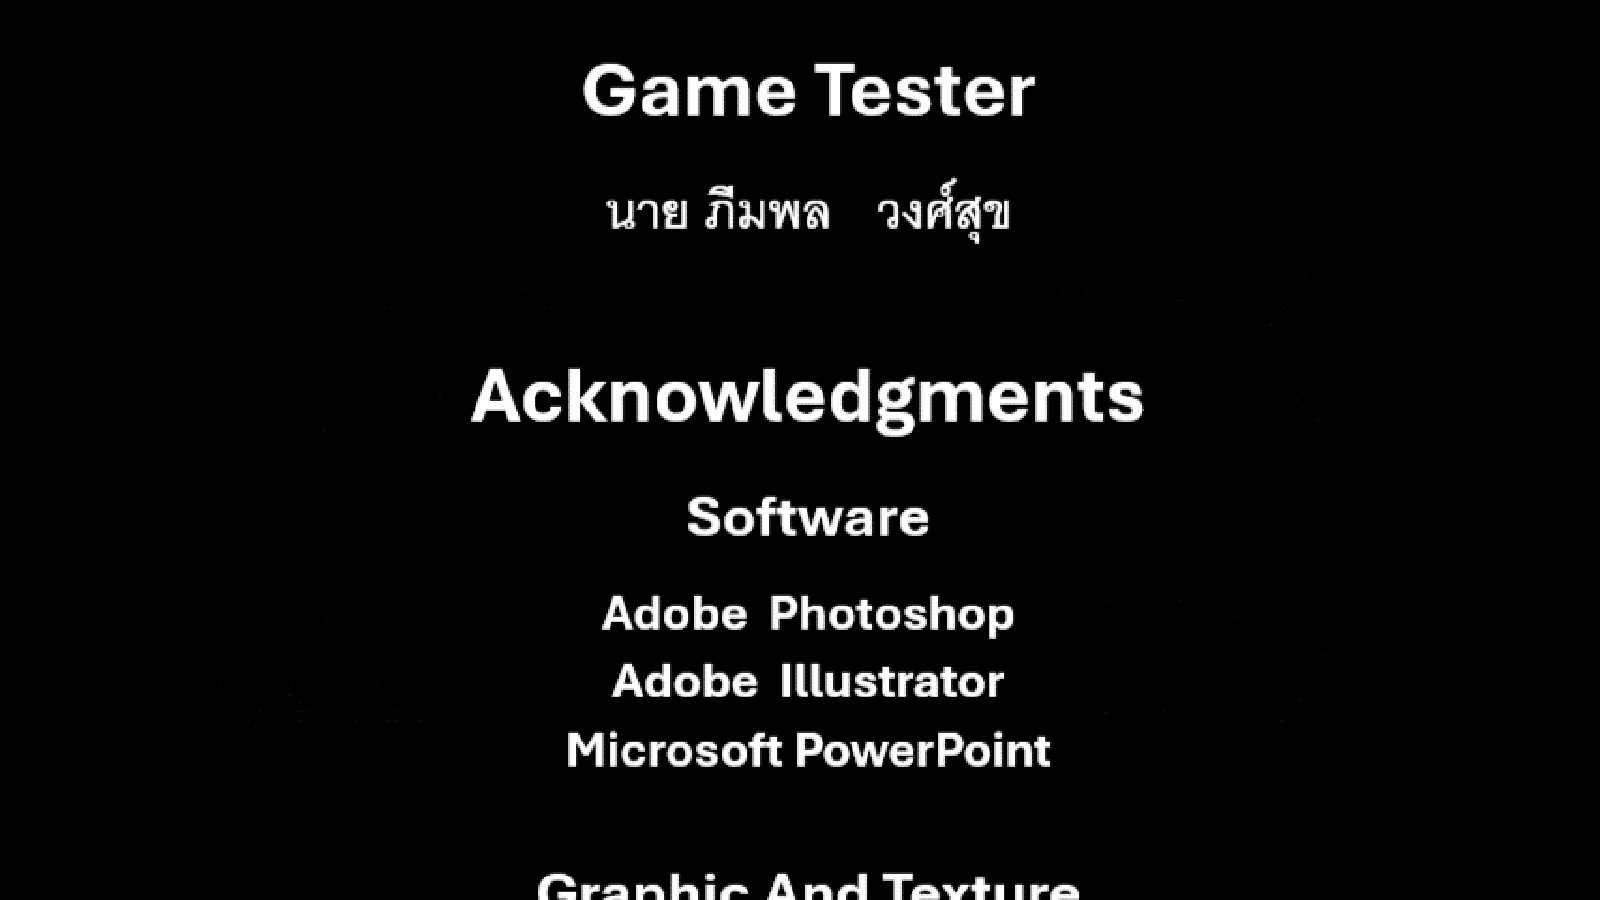 Game Tester
นาย ภีมพล วงศ์สุข
Acknowledgments
Software
Adobe Photoshop
Adobe Illustrator
Microsoft PowerPoint
Graphic And Texture